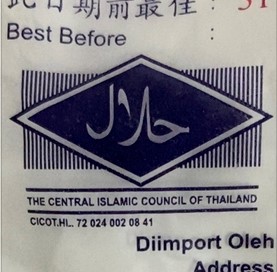 此日期前最佳 : 31
Best Before :
حلال
THE CENTRAL ISLAMIC COUNCIL OF THAILAND
CICOT.HL. 72 024 002 08 41
Diimport Oleh
Address